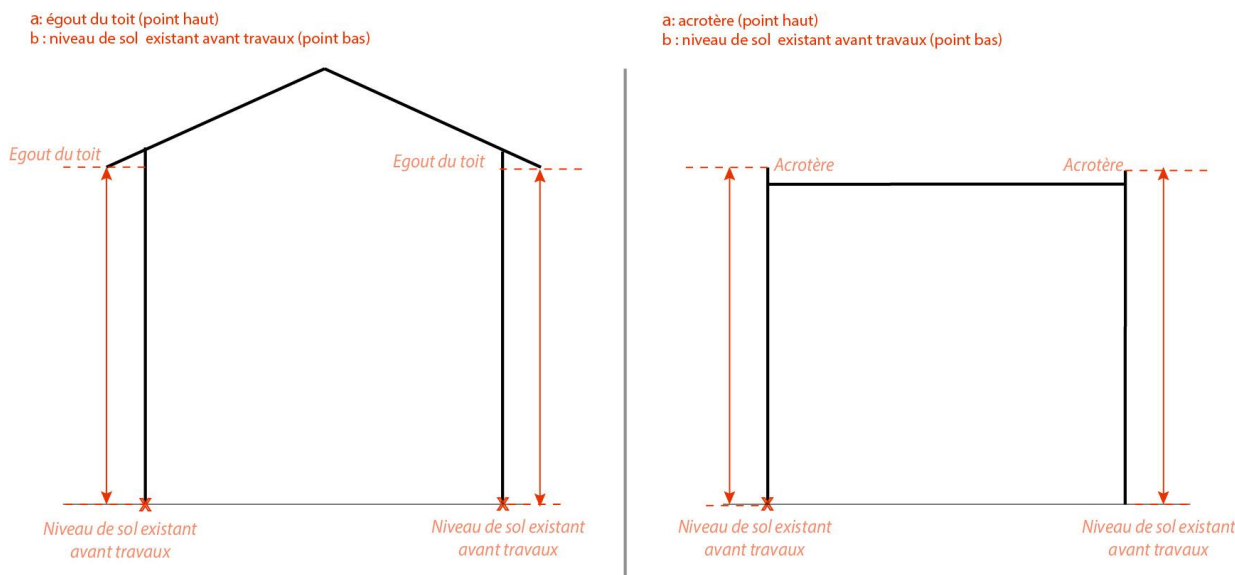 a: égout du toit (point haut)
b : niveau de sol existant avant travaux (point bas)
Egout du toit
Egout du toit
Niveau de sol existant
avant travaux
Niveau de sol existant
avant travaux
a: acrotère (point haut)
b : niveau de sol existant avant travaux (point bas)
Acrotère
Acrotère
Niveau de sol existant
avant travaux
Niveau de sol existant
avant travaux